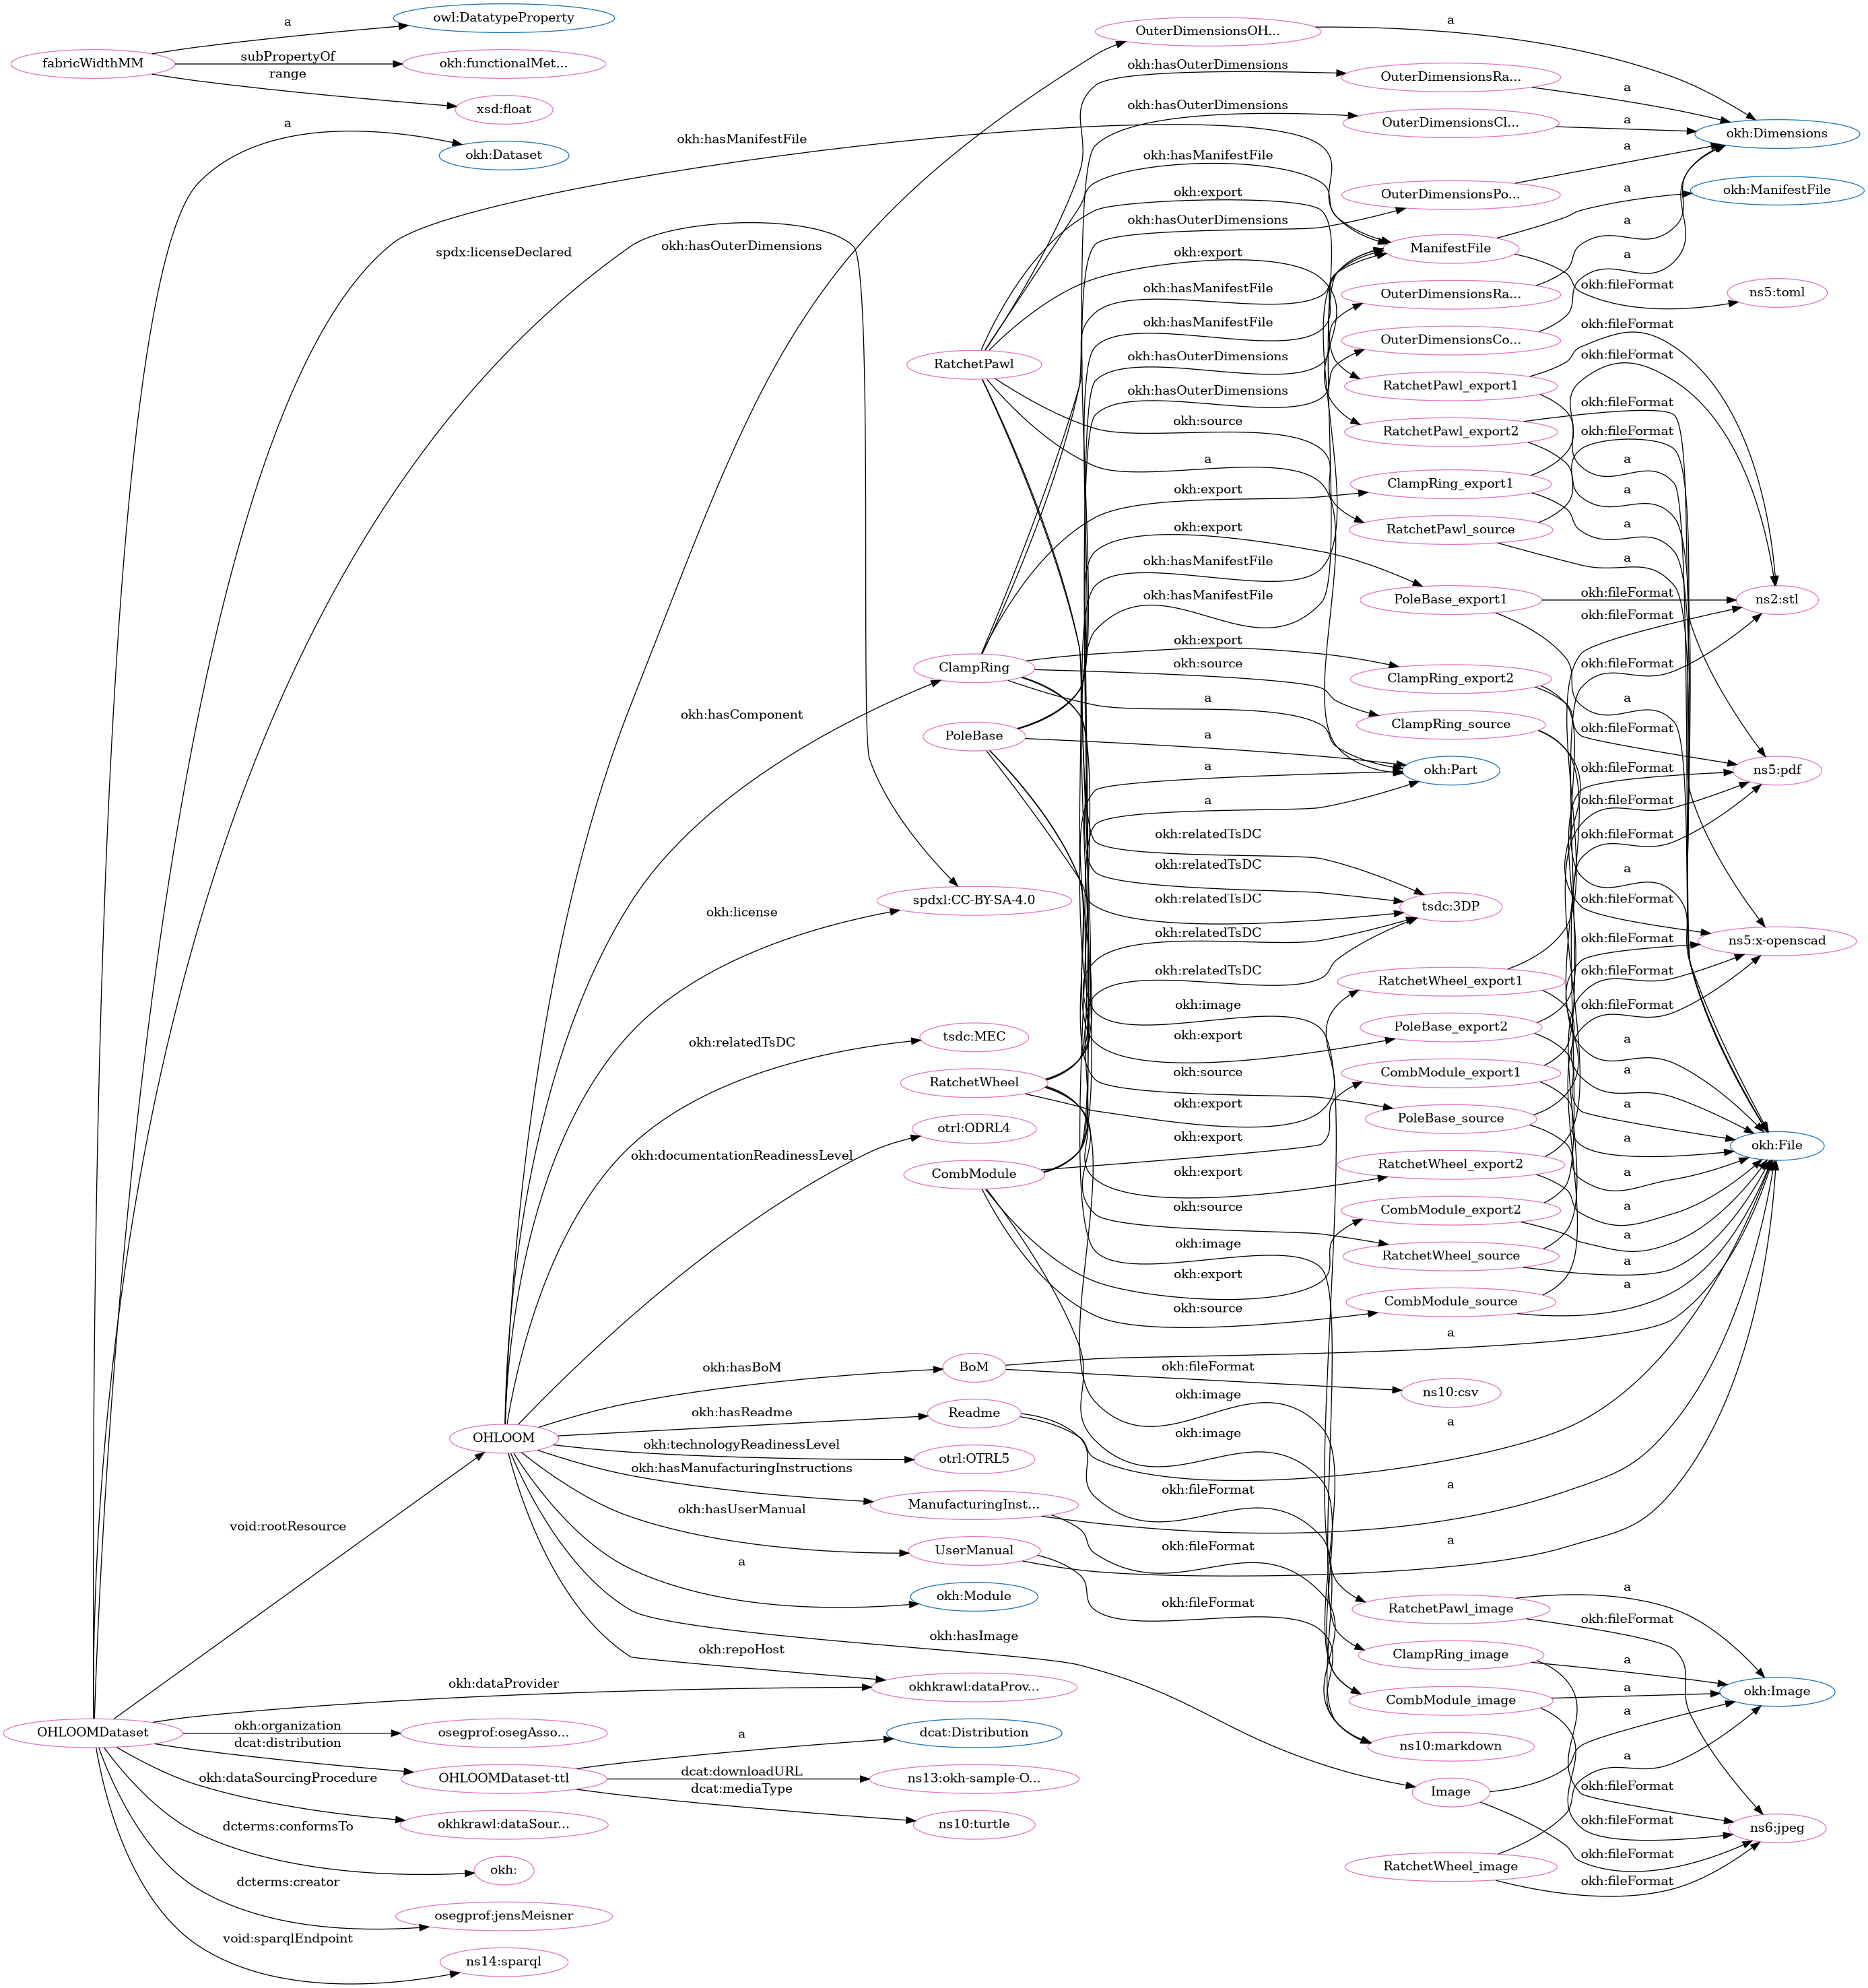 a
owl:DatatypeProperty
fabricWidthMM
subPropertyOf
okh:functionalMet...
range
xsd:float
a
okh:Dataset
okh:hasManifestFile
spdx:licenseDeclared
okh:hasOuterDimensions
okh:hasComponent
okh:license
okh:relatedTsDC
okh:documentationReadinessLevel
okh:hasBoM
okh:hasReadme
okh:technologyReadinessLevel
okh:hasManufacturingInstructions
okh:hasUserManual
a
okh:hasImage
okh:repoHost
OHLOOM
void:rootResource
okh:dataProvider
OHLOOMDataset
okh:organization
osegprof:osegAsso...
dcat:distribution
OHLOOMDataset-ttl
a
dcat:downloadURL
dcat:mediaType
okh:dataSourcingProcedure
okhkrawl:dataSour...
dcterms:conformsTo
okh:
dcterms:creator
osegprof:jensMeisner
void:sparqlEndpoint
ns14:sparql
RatchetPawl
ClampRing
PoleBase
spdxl:CC-BY-SA-4.0
tsdc:MEC
RatchetWheel
otrl:ODRL4
CombModule
BoM
Readme
otrl:OTRL5
ManufacturingInst...
UserManual
okh:Module
okhkrawl:dataProv...
dcat:Distribution
ns13:okh-sample-O...
ns10:turtle
okh:hasOuterDimensions
okh:hasOuterDimensions
okh:hasManifestFile
okh:export
okh:hasOuterDimensions
okh:export
okh:hasManifestFile
okh:hasManifestFile
okh:hasOuterDimensions
okh:hasOuterDimensions
okh:source
a
okh:export
okh:export
okh:hasManifestFile
okh:hasManifestFile
okh:export
okh:source
a
a
a
a
okh:relatedTsDC
okh:relatedTsDC
okh:relatedTsDC
okh:relatedTsDC
okh:relatedTsDC
okh:image
okh:export
okh:source
okh:export
okh:export
okh:export
okh:source
okh:image
okh:export
okh:source
okh:fileFormat
okh:image
okh:image
okh:fileFormat
okh:fileFormat
okh:fileFormat
OuterDimensionsOH...
OuterDimensionsRa...
OuterDimensionsCl...
OuterDimensionsPo...
ManifestFile
OuterDimensionsRa...
OuterDimensionsCo...
RatchetPawl_export1
RatchetPawl_export2
ClampRing_export1
RatchetPawl_source
PoleBase_export1
ClampRing_export2
ClampRing_source
okh:Part
tsdc:3DP
RatchetWheel_export1
PoleBase_export2
CombModule_export1
PoleBase_source
RatchetWheel_export2
CombModule_export2
RatchetWheel_source
CombModule_source
a
ns10:csv
a
a
a
RatchetPawl_image
ClampRing_image
CombModule_image
ns10:markdown
Image
RatchetWheel_image
a
a
a
a
a
a
a
okh:fileFormat
okh:fileFormat
okh:fileFormat
okh:fileFormat
a
a
a
a
okh:fileFormat
okh:fileFormat
okh:fileFormat
a
okh:fileFormat
okh:fileFormat
okh:fileFormat
okh:fileFormat
a
okh:fileFormat
okh:fileFormat
okh:fileFormat
okh:fileFormat
a
a
a
a
a
a
a
a
a
a
a
a
okh:fileFormat
a
a
a
okh:fileFormat
okh:fileFormat
okh:fileFormat
okh:fileFormat
okh:Dimensions
okh:ManifestFile
ns5:toml
ns2:stl
ns5:pdf
ns5:x-openscad
okh:File
okh:Image
ns6:jpeg